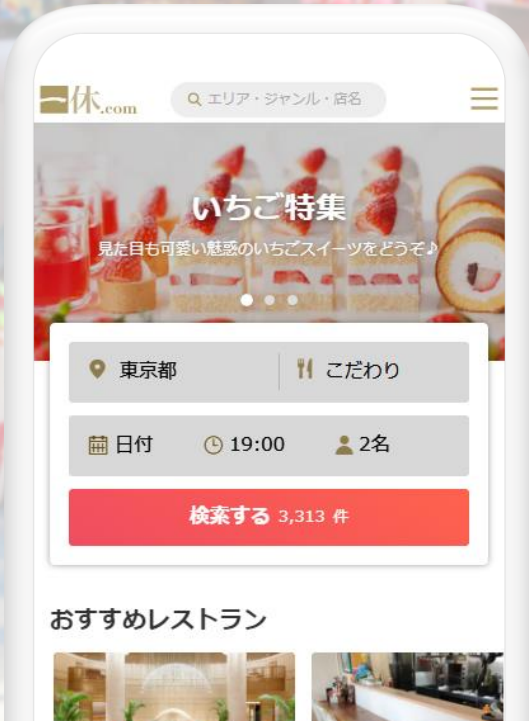 一休.com
エリア・ジャンル・店名
いちご特集
見た目も可愛い魅惑のいちごスイーツをどうぞ♪
東京都 こだわり
日付 19:00 2名
検索する 3,313 件
おすすめレストラン